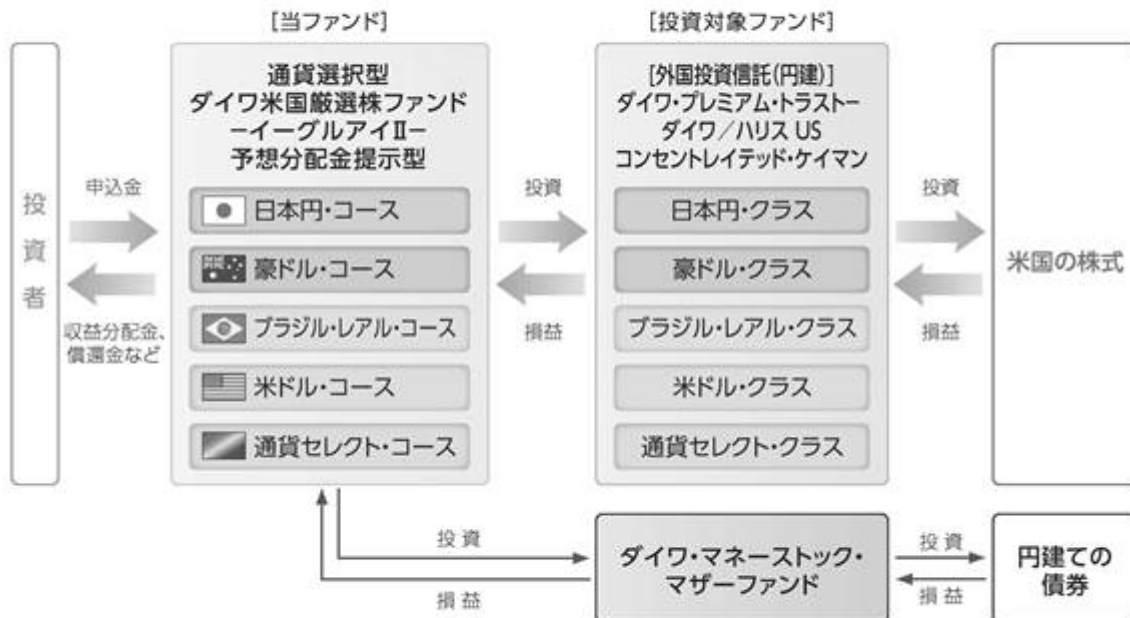 [当ファンド]
[投資対象ファンド]
投資者
申込金
収益分配金、
償還金など
通貨選択型
ダイワ米国厳選株ファンド
－イーグルアイⅡ－
予想分配金提示型
日本円・コース
豪ドル・コース
ブラジル・レアル・コース
米ドル・コース
通貨セレクト・コース
投資
損益
[外国投資信託(円建)]
ダイワ・プレミアム・トラスト－
ダイワ／ハリス US
コンセントレイテッド・ケイマン
日本円・クラス
豪ドル・クラス
ブラジル・レアル・クラス
米ドル・クラス
通貨セレクト・クラス
投資
損益
米国の株式
投資
損益
ダイワ・マネーストック・
マザーファンド
投資
損益
円建ての
債券